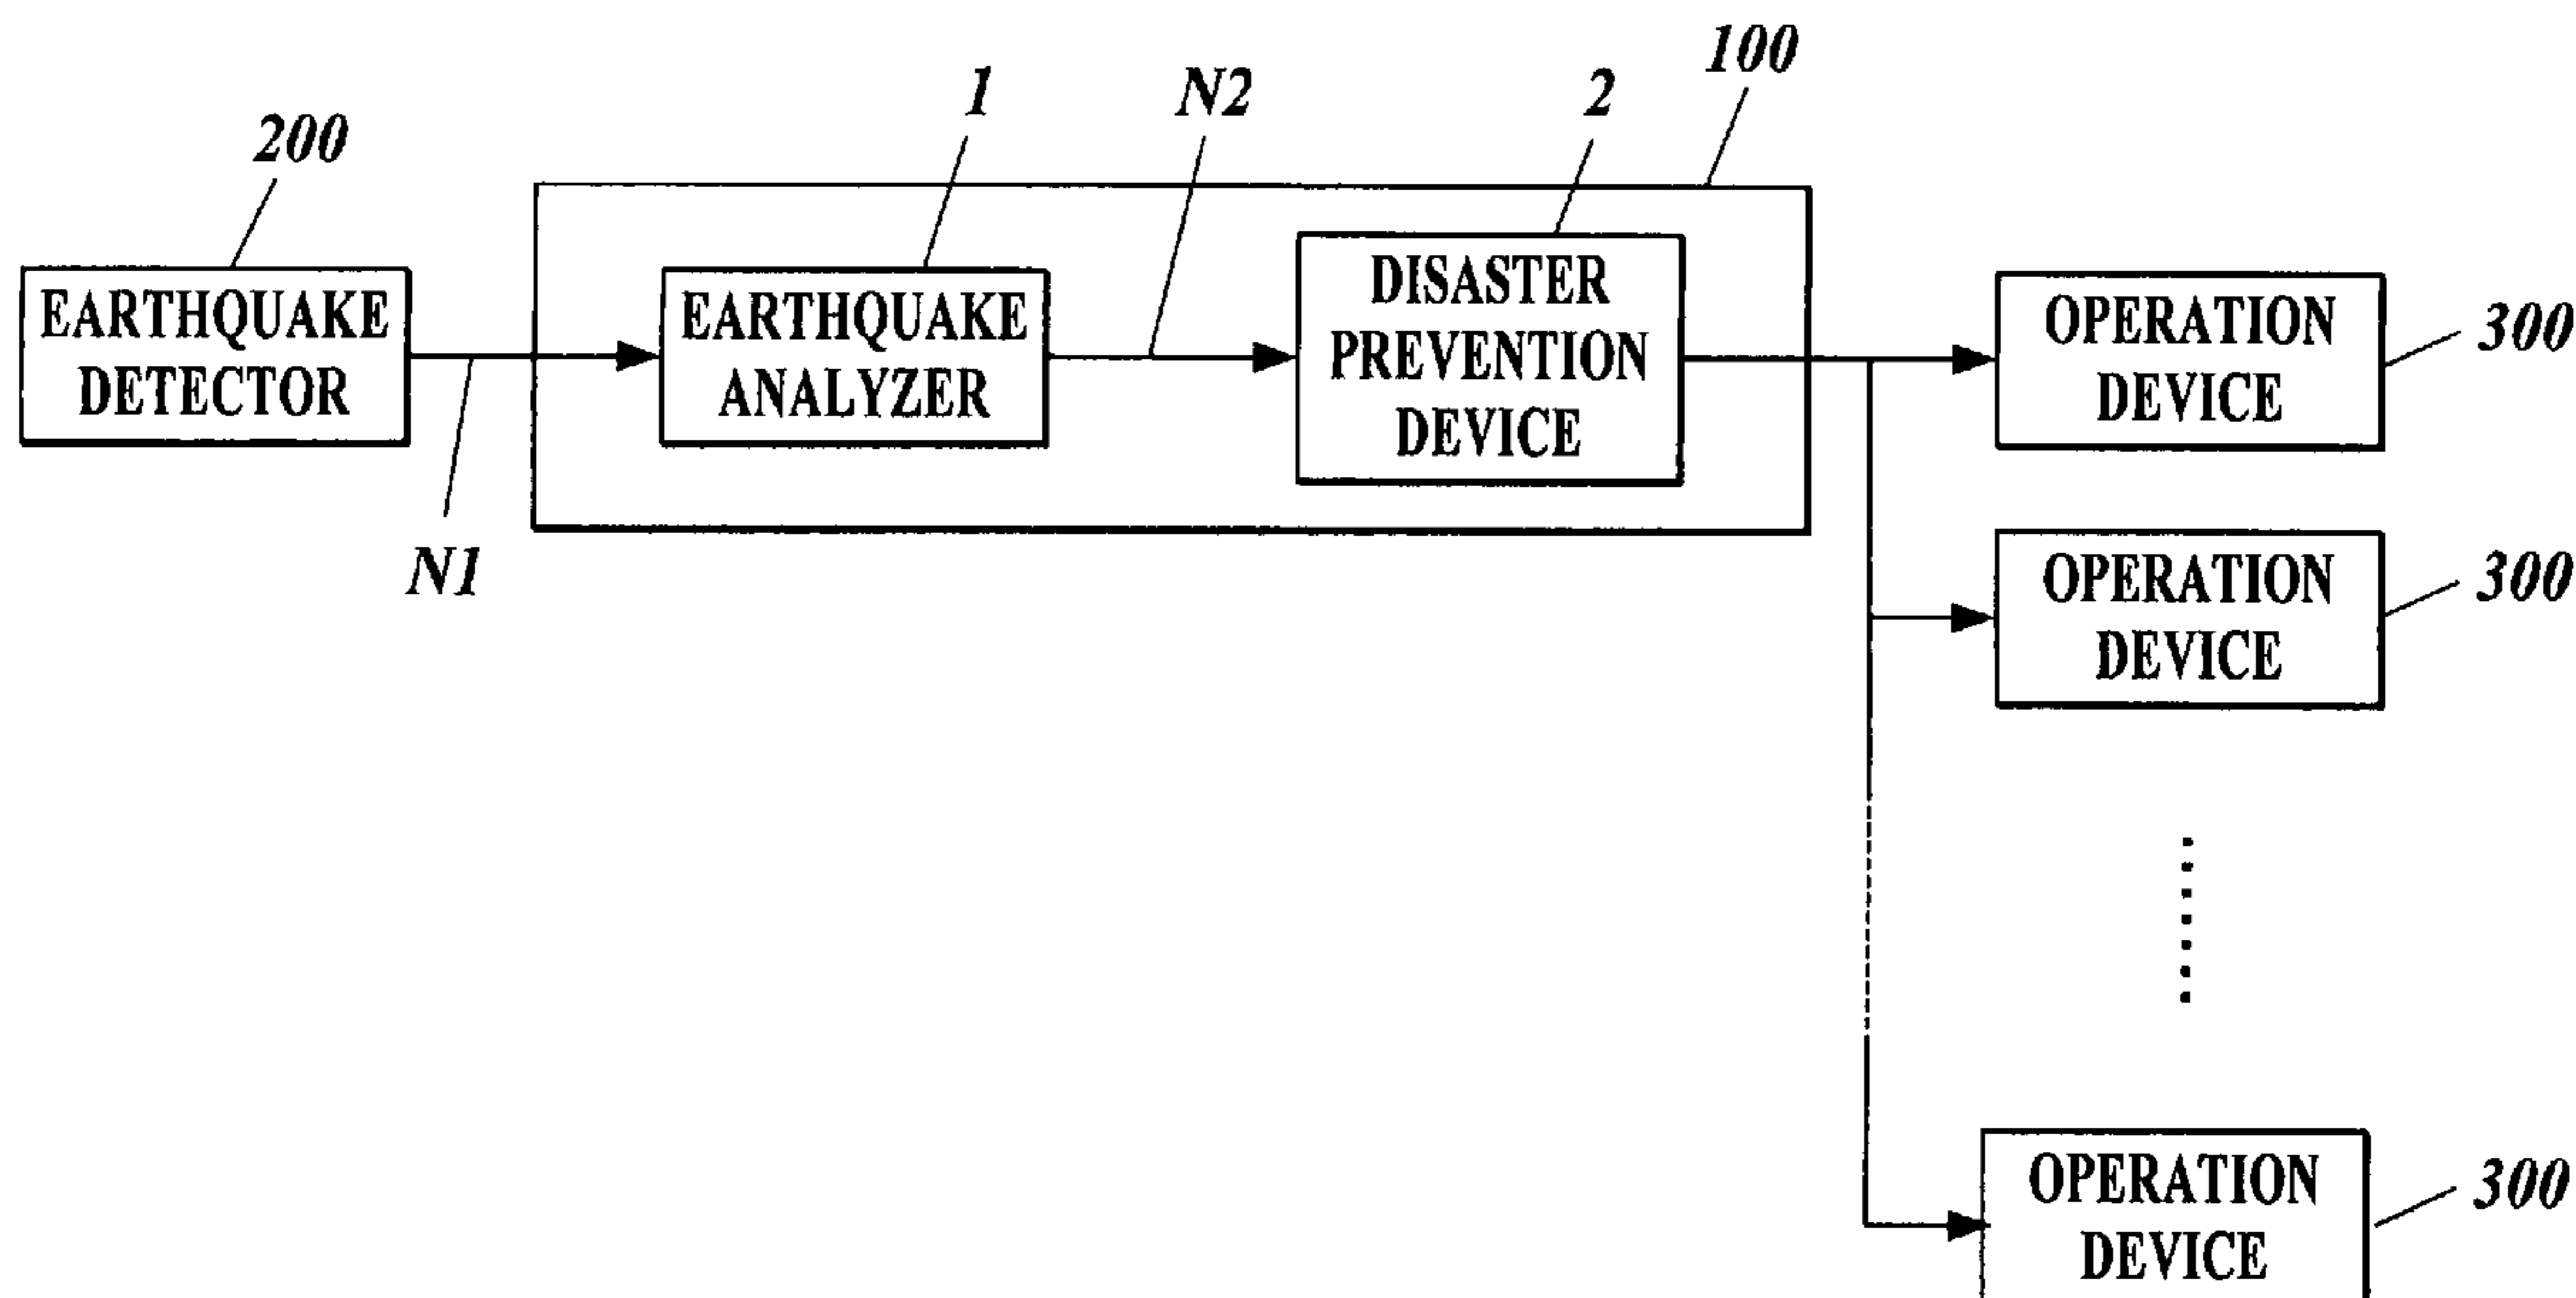 100
1
N2
2
200
EARTHQUAKE
DETECTOR
EARTHQUAKE
ANALYZER
DISASTER
PREVENTION
DEVICE
OPERATION
DEVICE
300
N1
OPERATION
DEVICE
300
OPERATION
DEVICE
300